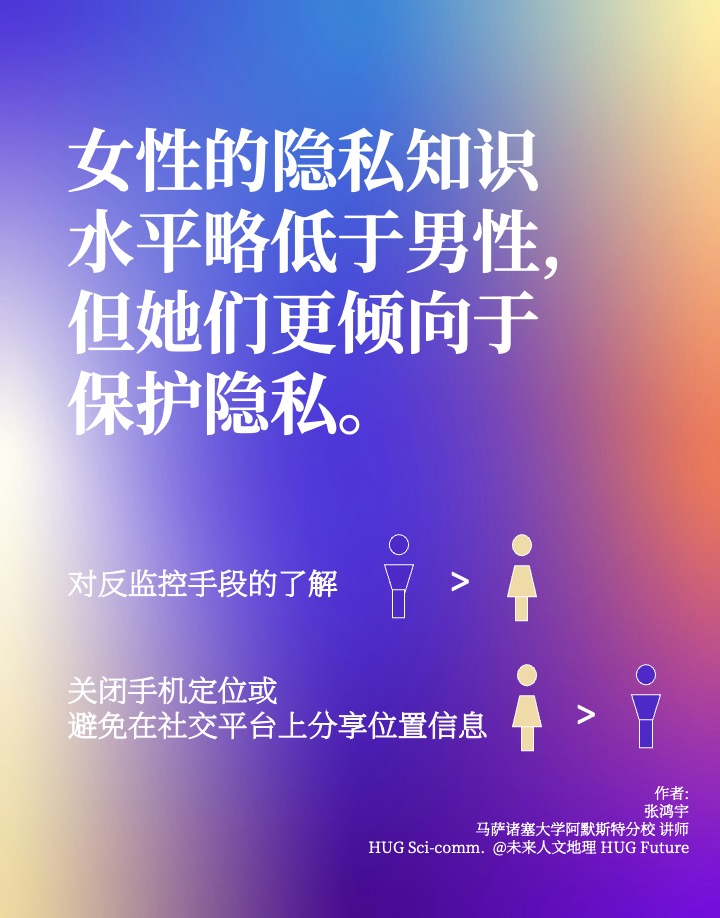 女性的隐私知识
水平略低于男性,
但她们更倾向于
保护隐私。
对反监控手段的了解 >
关闭手机定位或
避免在社交平台上分享位置信息 >
作者:
张鸿宇
马萨诸塞大学阿默斯特分校 讲师
HUG Sci-comm. @未来人文地理 HUG Future